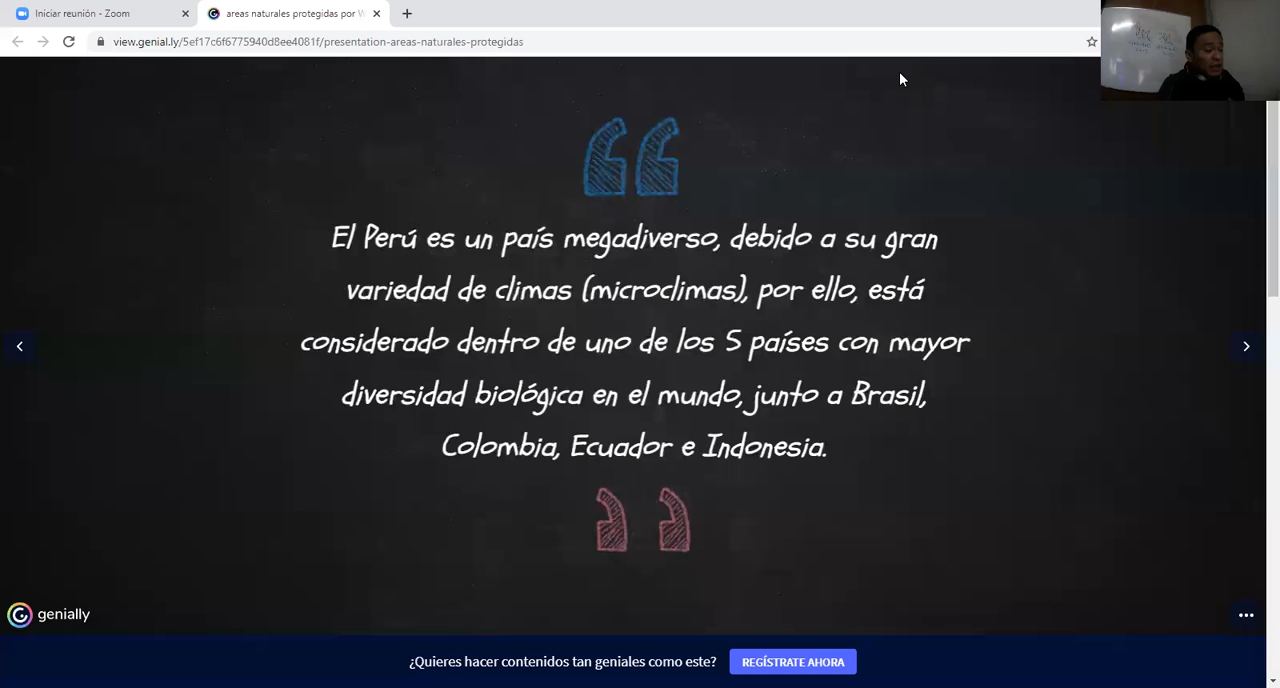 Iniciar reunión - Zoom
areas naturales protegidas por W
view.genial.ly/5ef17c6f6775940d8ee4081f/presentation-areas-naturales-protegidas
El Perú es un país megadiverso, debido a su gran
variedad de climas (microclimas), por ello, está
considerado dentro de uno de los 5 países con mayor
diversidad biológica en el mundo, junto a Brasil,
Colombia, Ecuador e Indonesia.
genially
¿Quieres hacer contenidos tan geniales como este?
REGÍSTRATE AHORA